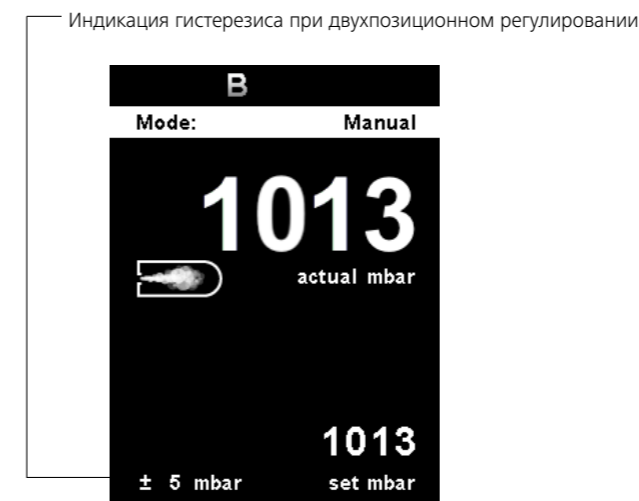 Индикация гистерезиса при двухпозиционном регулировании
B
Mode: Manual
1013
actual mbar
1013
± 5 mbar set mbar